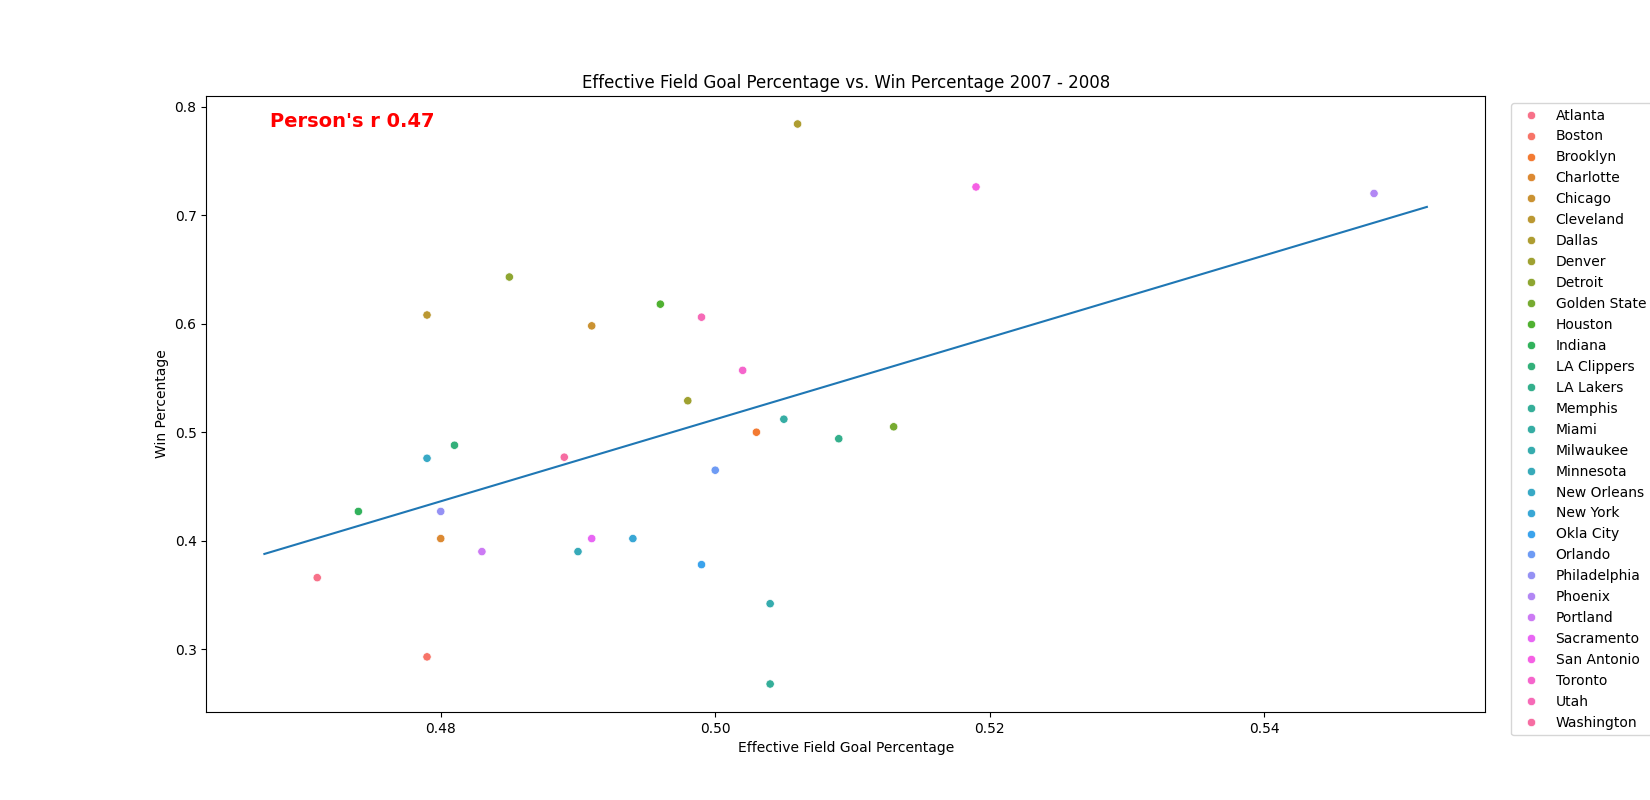 Effective Field Goal Percentage vs. Win Percentage 2007 - 2008
Person's r 0.47
Win Percentage
0.8
0.7
0.6
0.5
0.4
0.3
0.48
0.50
0.52
0.54
Effective Field Goal Percentage
Atlanta
Boston
Brooklyn
Charlotte
Chicago
Cleveland
Dallas
Denver
Detroit
Golden State
Houston
Indiana
LA Clippers
LA Lakers
Memphis
Miami
Milwaukee
Minnesota
New Orleans
New York
Okla City
Orlando
Philadelphia
Phoenix
Portland
Sacramento
San Antonio
Toronto
Utah
Washington